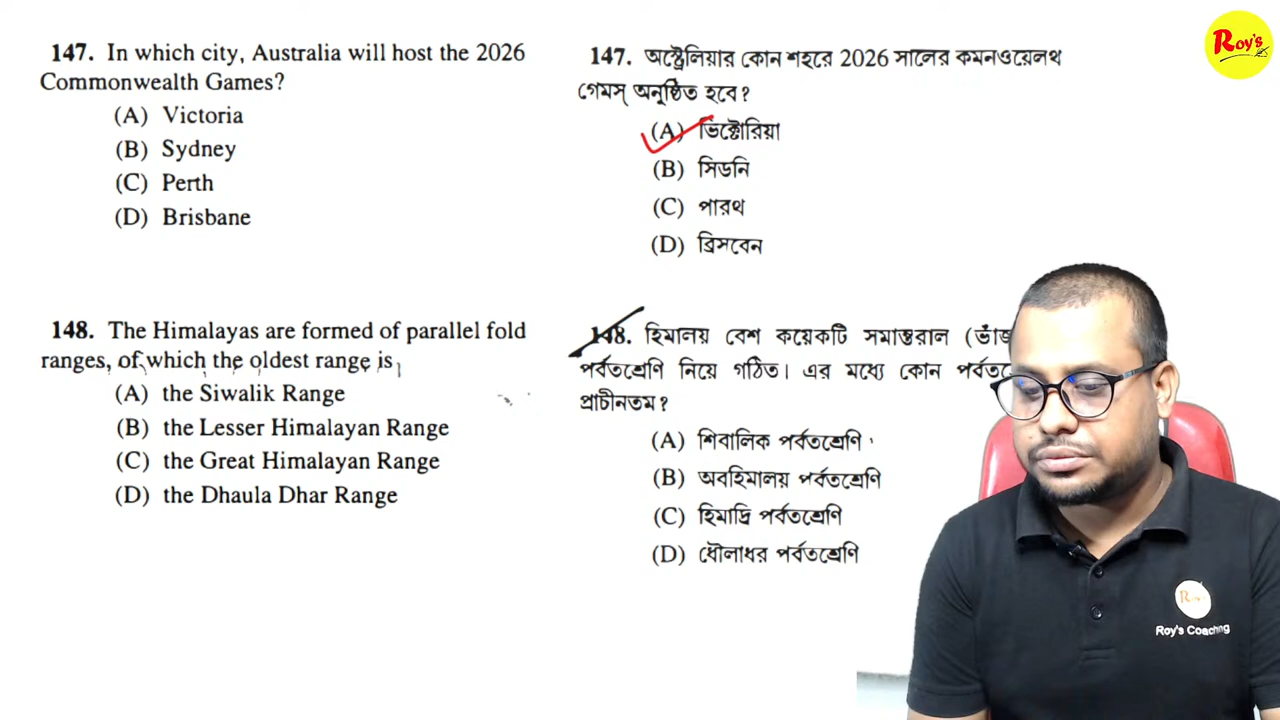 147. In which city, Australia will host the 2026
Commonwealth Games?
(A) Victoria
(B) Sydney
(C) Perth
(D) Brisbane
148. The Himalayas are formed of parallel fold
ranges, of which the oldest range is
(A) the Siwalik Range
(B) the Lesser Himalayan Range
(C) the Great Himalayan Range
(D) the Dhaula Dhar Range
147. অস্ট্রেলিয়ার কোন শহরে 2026 সালের কমনওয়েলথ
গেমস্ অনুষ্ঠিত হবে?
(A) ভিক্টোরিয়া
(B) সিডনি
(C) পারথ
(D) ব্রিসবেন
148. হিমালয় বেশ কয়েকটি সমান্তরাল
পর্বতশ্রেণি নিয়ে গঠিত। এর মধ্যে কোন
প্রাচীনতম?
(A) শিবালিক পর্বতশ্রেণি
(B) অবহিমালয় পর্বতশ্রেণি
(C) হিমাদ্রি পর্বতশ্রেণি
(D) ধৌলাধর পর্বতশ্রেণি
Roy's
Roy's Coaching